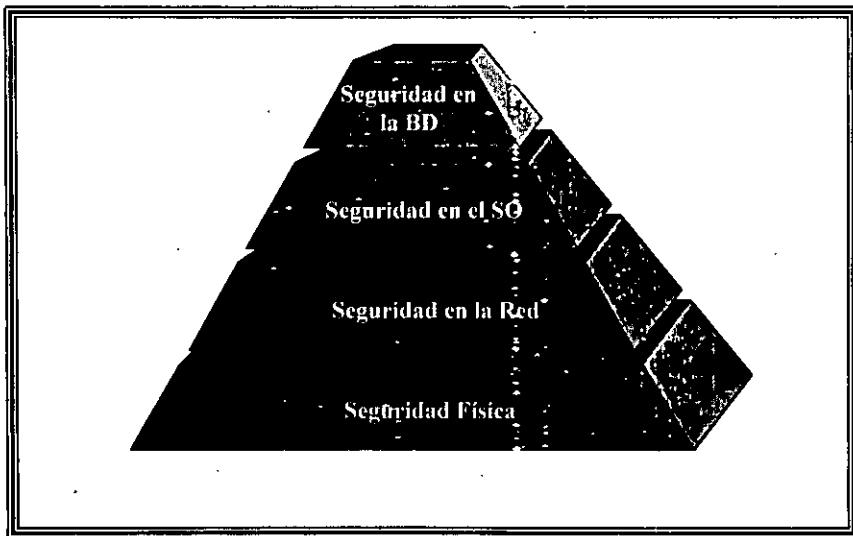 Seguridad en
la BD
Seguridad en el SO
Seguridad en la Red
Seguridad Física